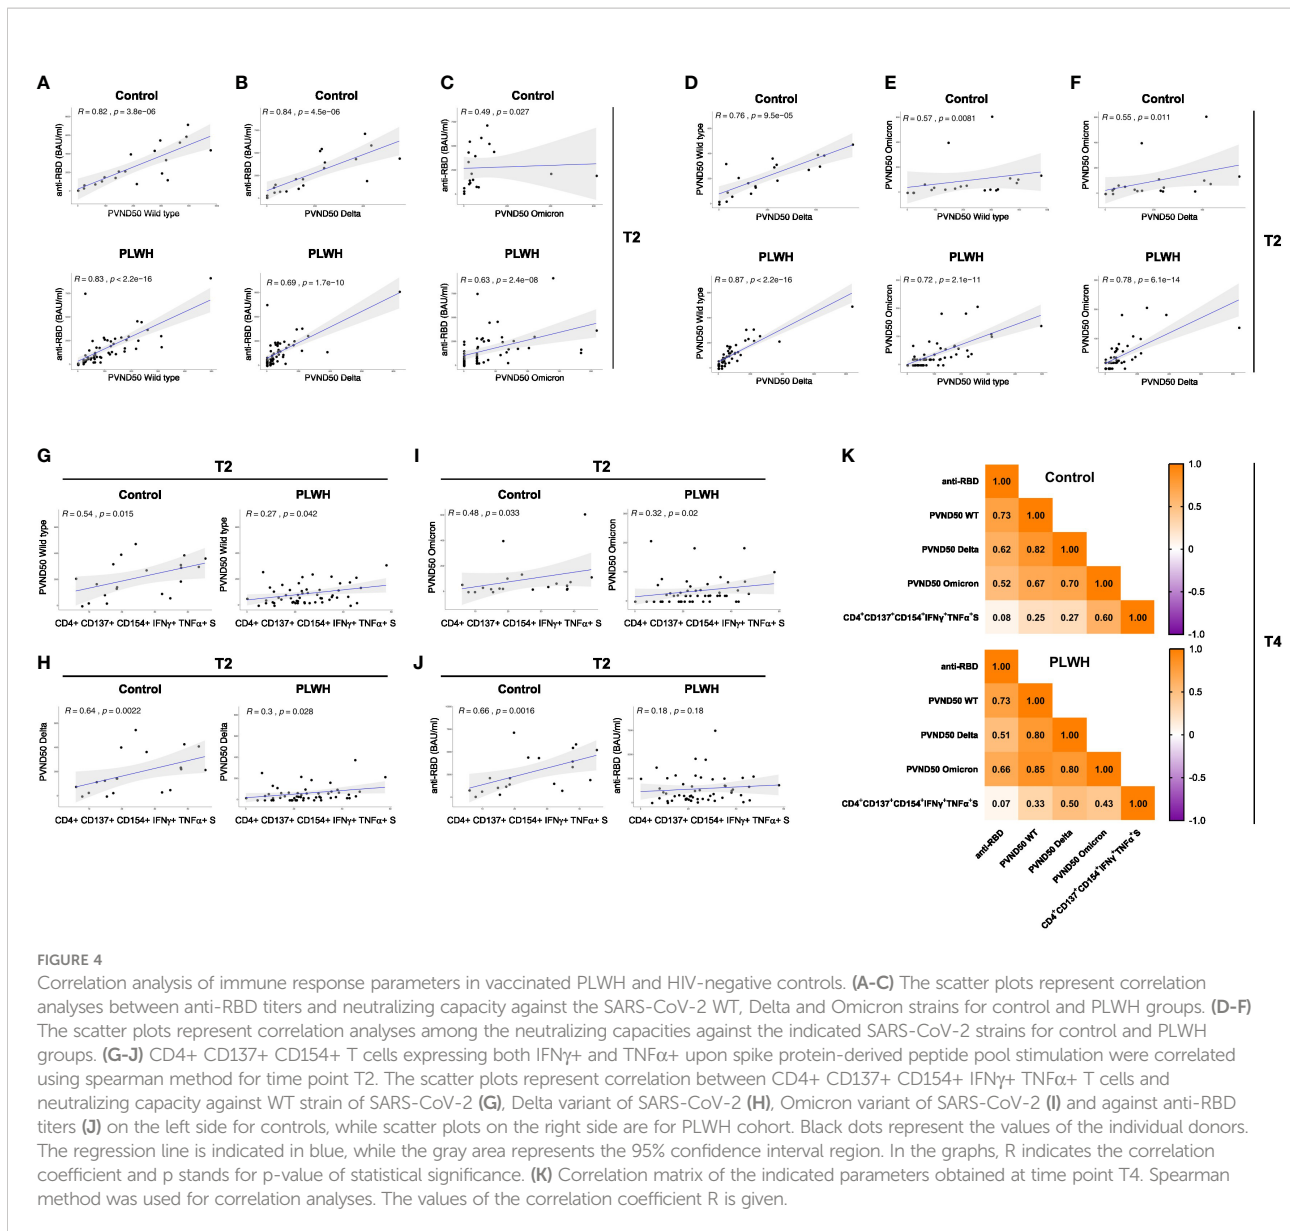 A
B
C
D
E
F
Control
Control
Control
Control
Control
Control
R = 0.82 , p = 3.8e−06
R = 0.84 , p = 4.5e−06
R = 0.49 , p = 0.027
R = 0.76 , p = 9.5e−05
R = 0.57 , p = 0.0081
R = 0.55 , p = 0.011
anti-RBD (BAU/ml)
anti-RBD (BAU/ml)
anti-RBD (BAU/ml)
PVND50 Wild type
PVND50 Omicron
PVND50 Omicron
PVND50 Wild type
PVND50 Delta
PVND50 Omicron
PVND50 Delta
PVND50 Wild type
PVND50 Delta
T2
T2
PLWH
PLWH
PLWH
PLWH
PLWH
PLWH
R = 0.83 , p < 2.2e−16
R = 0.69 , p = 1.7e−10
R = 0.63 , p = 2.4e−08
R = 0.87 , p < 2.2e−16
R = 0.72 , p = 2.1e−11
R = 0.78 , p = 6.1e−14
anti-RBD (BAU/ml)
anti-RBD (BAU/ml)
anti-RBD (BAU/ml)
PVND50 Wild type
PVND50 Omicron
PVND50 Omicron
PVND50 Wild type
PVND50 Delta
PVND50 Omicron
PVND50 Delta
PVND50 Wild type
PVND50 Delta
G
T2
Control
PLWH
R = 0.54 , p = 0.015
R = 0.27 , p = 0.042
PVND50 Wild type
PVND50 Wild type
CD4+ CD137+ CD154+ IFNγ+ TNFα+ S
CD4+ CD137+ CD154+ IFNγ+ TNFα+ S
I
T2
Control
PLWH
R = 0.48 , p = 0.033
R = 0.32 , p = 0.02
PVND50 Omicron
PVND50 Omicron
CD4+ CD137+ CD154+ IFNγ+ TNFα+ S
CD4+ CD137+ CD154+ IFNγ+ TNFα+ S
H
T2
Control
PLWH
R = 0.64 , p = 0.0022
R = 0.3 , p = 0.028
PVND50 Delta
PVND50 Delta
CD4+ CD137+ CD154+ IFNγ+ TNFα+ S
CD4+ CD137+ CD154+ IFNγ+ TNFα+ S
J
T2
Control
PLWH
R = 0.66 , p = 0.0016
R = 0.18 , p = 0.18
anti-RBD (BAU/ml)
anti-RBD (BAU/ml)
CD4+ CD137+ CD154+ IFNγ+ TNFα+ S
CD4+ CD137+ CD154+ IFNγ+ TNFα+ S
K
Control
anti-RBD 1.00
PVND50 WT 0.73 1.00
PVND50 Delta 0.62 0.82 1.00
PVND50 Omicron 0.52 0.67 0.70 1.00
CD4+CD137+CD154+IFNγ+TNFα+S 0.08 0.25 0.27 0.60 1.00
1.0
0.5
0
-0.5
-1.0
PLWH
anti-RBD 1.00
PVND50 WT 0.73 1.00
PVND50 Delta 0.51 0.80 1.00
PVND50 Omicron 0.66 0.85 0.80 1.00
CD4+CD137+CD154+IFNγ+TNFα+S 0.07 0.33 0.50 0.43 1.00
1.0
0.5
0
-0.5
-1.0
anti-RBD
PVND50 WT
PVND50 Delta
PVND50 Omicron
CD4+CD137+CD154+IFNγ+TNFα+S
T4
FIGURE 4
Correlation analysis of immune response parameters in vaccinated PLWH and HIV-negative controls. (A-C) The scatter plots represent correlation
analyses between anti-RBD titers and neutralizing capacity against the SARS-CoV-2 WT, Delta and Omicron strains for control and PLWH groups. (D-F)
The scatter plots represent correlation analyses among the neutralizing capacities against the indicated SARS-CoV-2 strains for control and PLWH
groups. (G-J) CD4+ CD137+ CD154+ T cells expressing both IFNγ+ and TNFα+ upon spike protein-derived peptide pool stimulation were correlated
using spearman method for time point T2. The scatter plots represent correlation between CD4+ CD137+ CD154+ IFNγ+ TNFα+ T cells and
neutralizing capacity against WT strain of SARS-CoV-2 (G), Delta variant of SARS-CoV-2 (H), Omicron variant of SARS-CoV-2 (I) and against anti-RBD
titers (J) on the left side for controls, while scatter plots on the right side are for PLWH cohort. Black dots represent the values of the individual donors.
The regression line is indicated in blue, while the gray area represents the 95% confidence interval region. In the graphs, R indicates the correlation
coefficient and p stands for p-value of statistical significance. (K) Correlation matrix of the indicated parameters obtained at time point T4. Spearman
method was used for correlation analyses. The values of the correlation coefficient R is given.